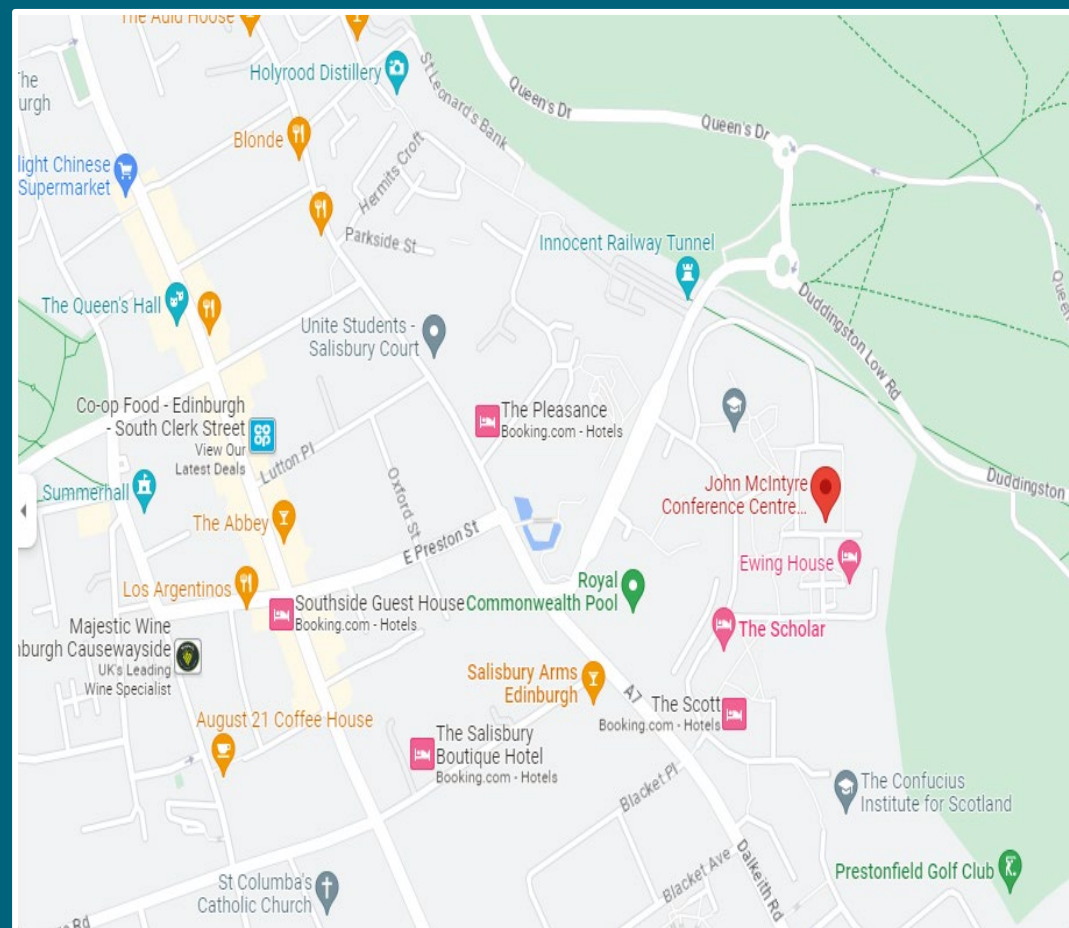 The Auld Hoose
Holyrood Distillery
St Leonard's Bank
Queen's Dr
Queen's Dr
The
urgh
Blonde
light Chinese
Supermarket
Hermits Croft
Parkside St
Innocent Railway Tunnel
Queen
The Queen's Hall
Unite Students -
Salisbury Court
Duddingston Low Rd
Co-op Food - Edinburgh
- South Clerk Street
View Our
Latest Deals
The Pleasance
Booking.com - Hotels
Lutton Pl
Oxford St
Summerhall
John McIntyre
Conference Centre...
Duddingston
The Abbey
E Preston St
Ewing House
Los Argentinos
Royal
Commonwealth Pool
Southside Guest House
Booking.com - Hotels
The Scholar
Majestic Wine
nburgh Causewayside
UK's Leading
Wine Specialist
Salisbury Arms
Edinburgh
A7
The Scott
Booking.com - Hotels
August 21 Coffee House
The Salisbury
Boutique Hotel
Booking.com - Hotels
Blacket Pl
The Confucius
Institute for Scotland
Dalkeith Rd
Blacket Ave
Prestonfield Golf Club
St Columba's
Catholic Church
Rd